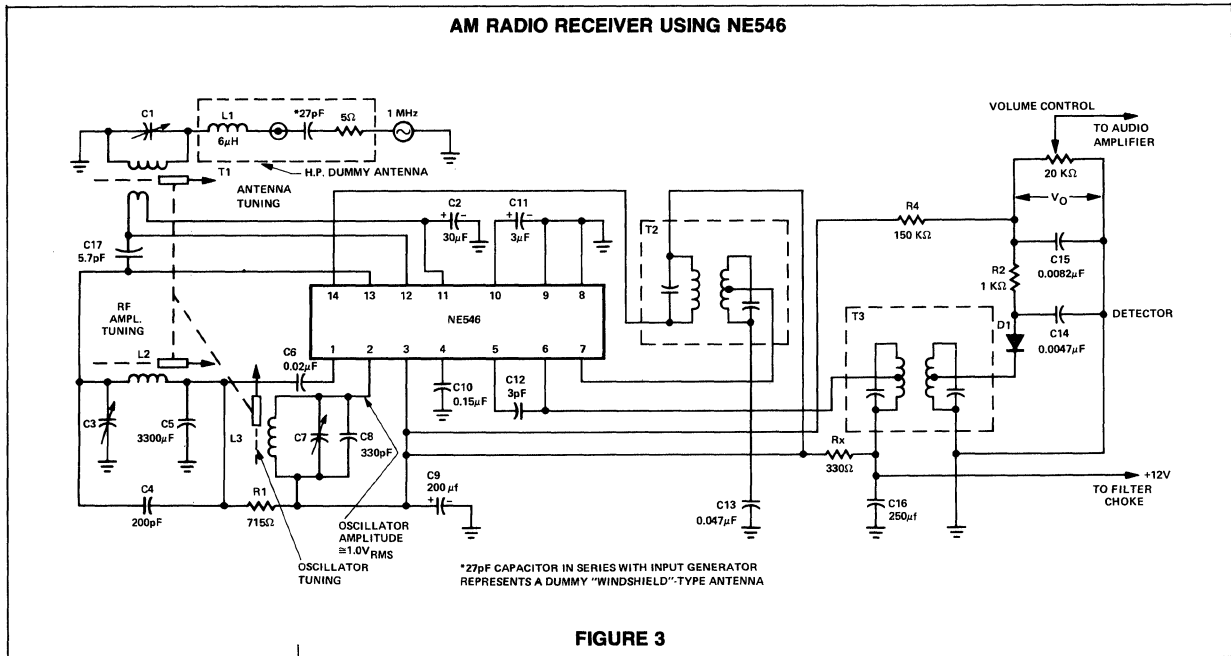 AM RADIO RECEIVER USING NE546
C1
L1
6μH
*27pF
5Ω
1 MHz
H.P. DUMMY ANTENNA
T1
ANTENNA
TUNING
VOLUME CONTROL
TO AUDIO
AMPLIFIER
20 KΩ
VO
C2
30μF
+ -
C11
3μF
+ -
C17
5.7pF
T2
R4
150 KΩ
C15
0.0082μF
R2
1 KΩ
14 13 12 11 10 9 8
NE546
1 2 3 4 5 6 7
RF
AMPL.
TUNING
L2
C6
0.02μF
T3
D1
DETECTOR
C14
0.0047μF
C10
0.15μF
C12
3pF
C3
C5
3300μF
L3
C7
C8
330pF
Rx
330Ω
C4
200pF
R1
715Ω
C9
200 μf
+ -
C13
0.047μF
C16
250μf
+12V
TO FILTER
CHOKE
OSCILLATOR
AMPLITUDE
≅1.0VRMS
OSCILLATOR
TUNING
*27pF CAPACITOR IN SERIES WITH INPUT GENERATOR
REPRESENTS A DUMMY "WINDSHIELD"-TYPE ANTENNA
FIGURE 3